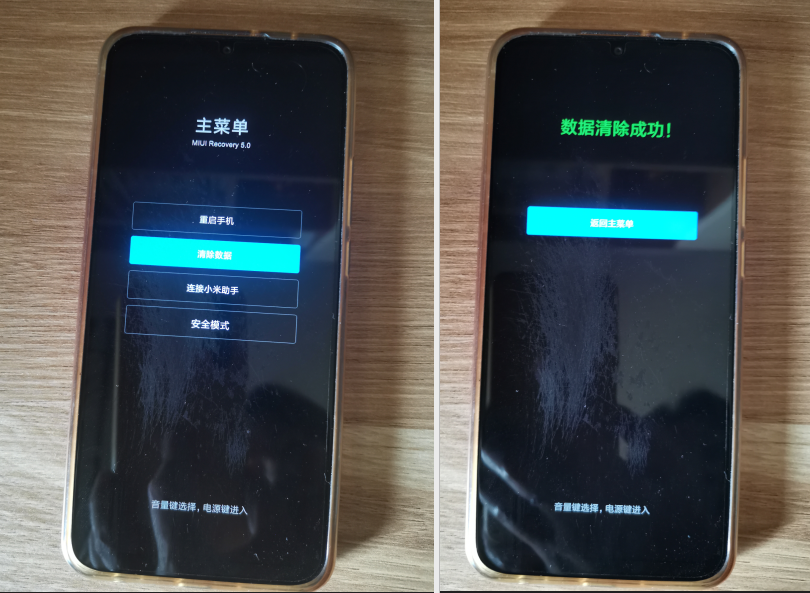 主菜单
MIUI Recovery 5.0
重启手机
清除数据
连接小米助手
安全模式
音量键选择，电源键进入
数据清除成功！
返回主菜单
音量键选择，电源键进入